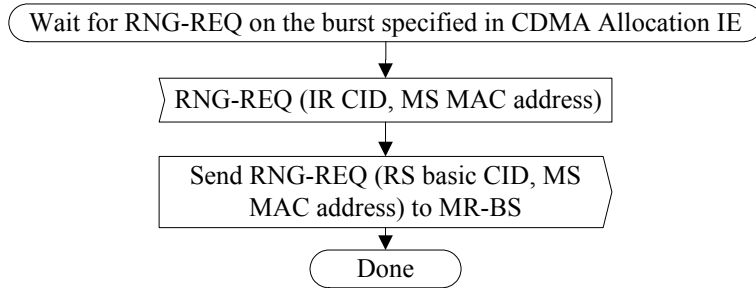 Wait for RNG-REQ on the burst specified in CDMA Allocation IE
RNG-REQ (IR CID, MS MAC address)
Send RNG-REQ (RS basic CID, MS
MAC address) to MR-BS
Done